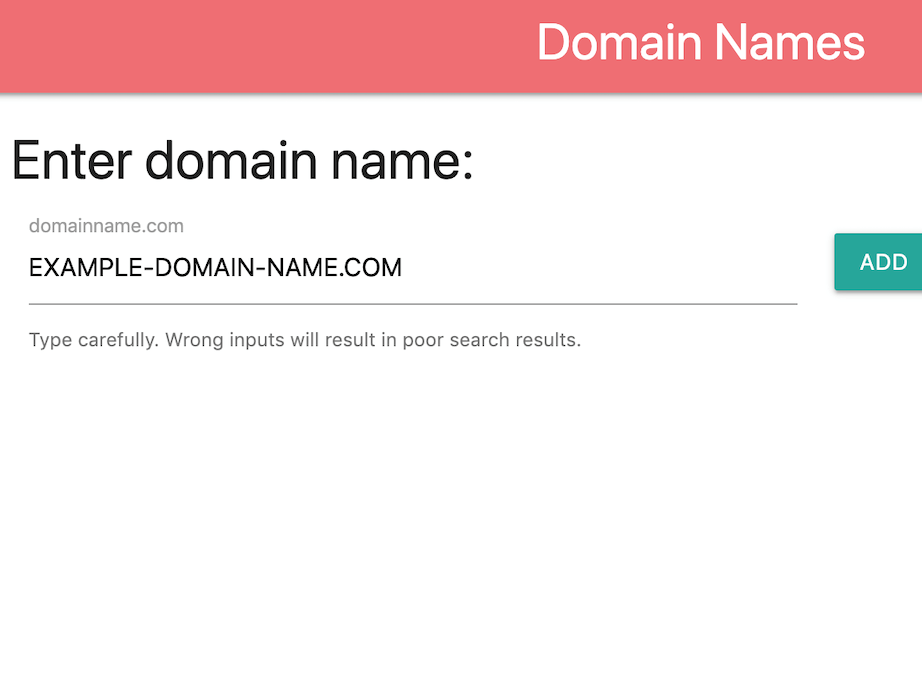 Domain Names
Enter domain name:
domainname.com
EXAMPLE-DOMAIN-NAME.COM
ADD
Type carefully. Wrong inputs will result in poor search results.